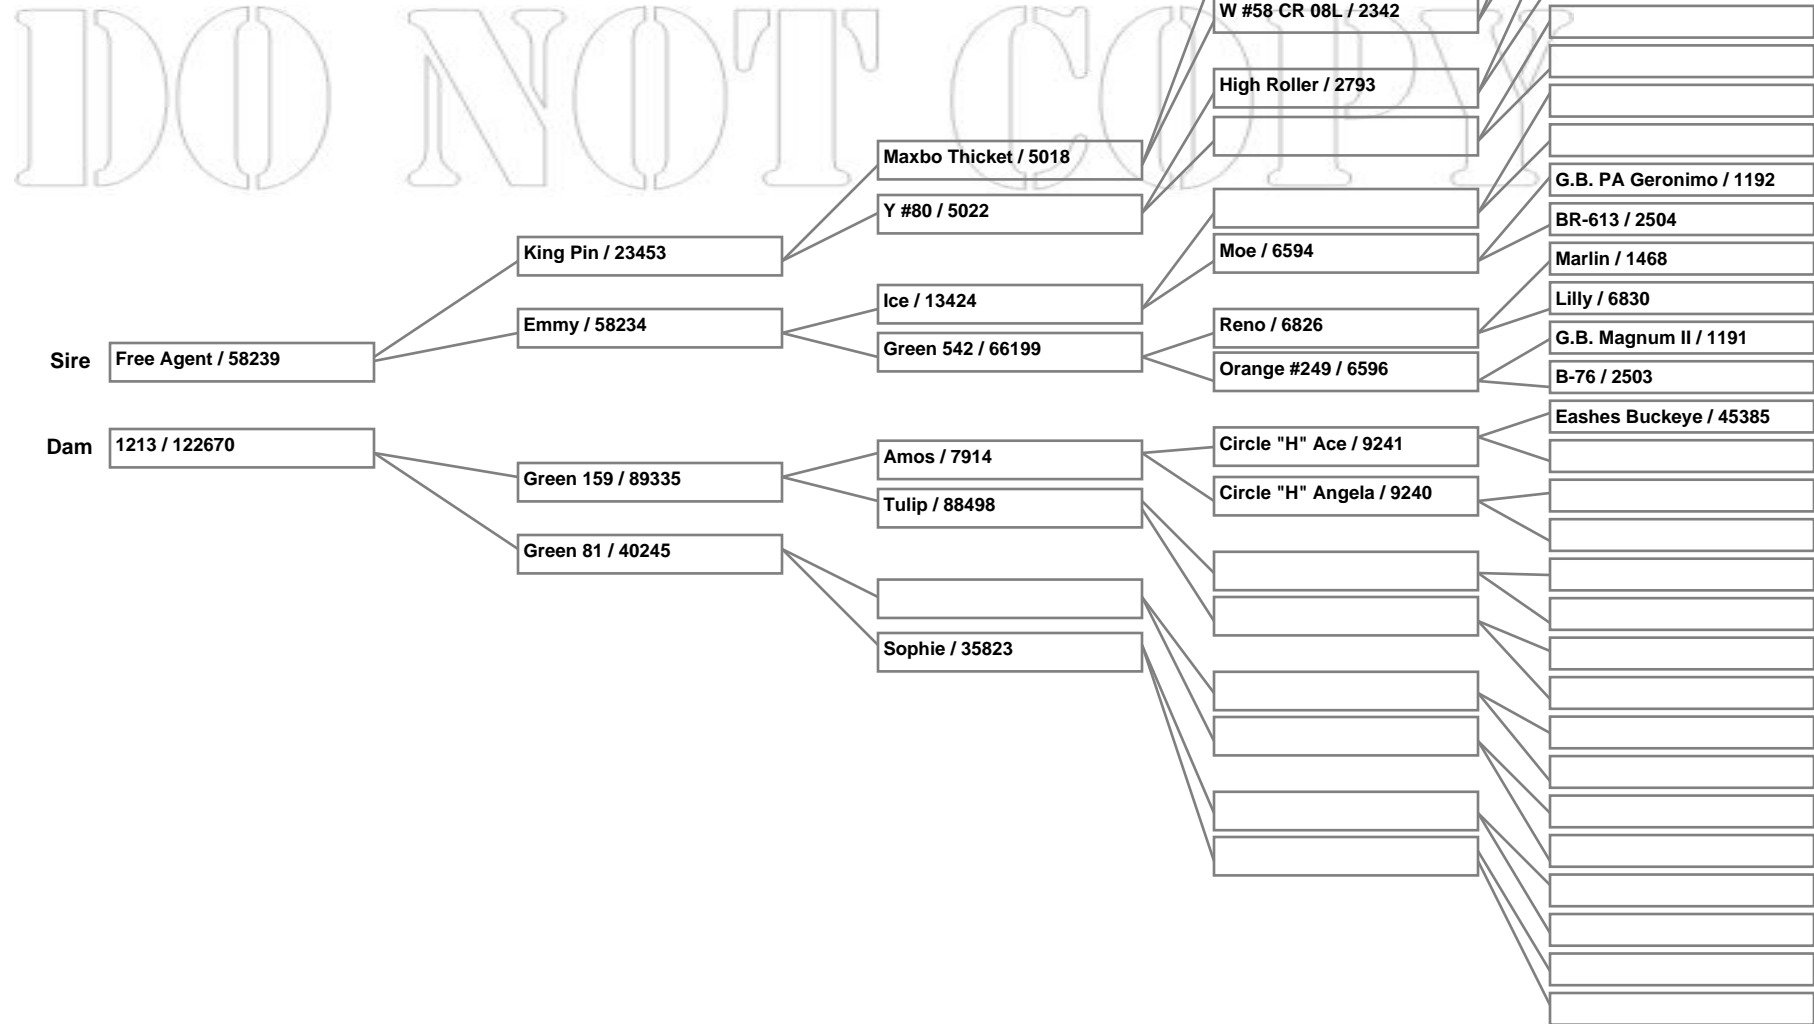 DO NOT COPY
W #58 CR 08L / 2342
High Roller / 2793
Maxbo Thicket / 5018
G.B. PA Geronimo / 1192
Y #80 / 5022
BR-613 / 2504
King Pin / 23453
Moe / 6594
Marlin / 1468
Ice / 13424
Lilly / 6830
Emmy / 58234
Reno / 6826
G.B. Magnum II / 1191
Green 542 / 66199
Sire
Free Agent / 58239
Orange #249 / 6596
B-76 / 2503
Eashes Buckeye / 45385
Dam
1213 / 122670
Circle "H" Ace / 9241
Amos / 7914
Green 159 / 89335
Circle "H" Angela / 9240
Tulip / 88498
Green 81 / 40245
Sophie / 35823